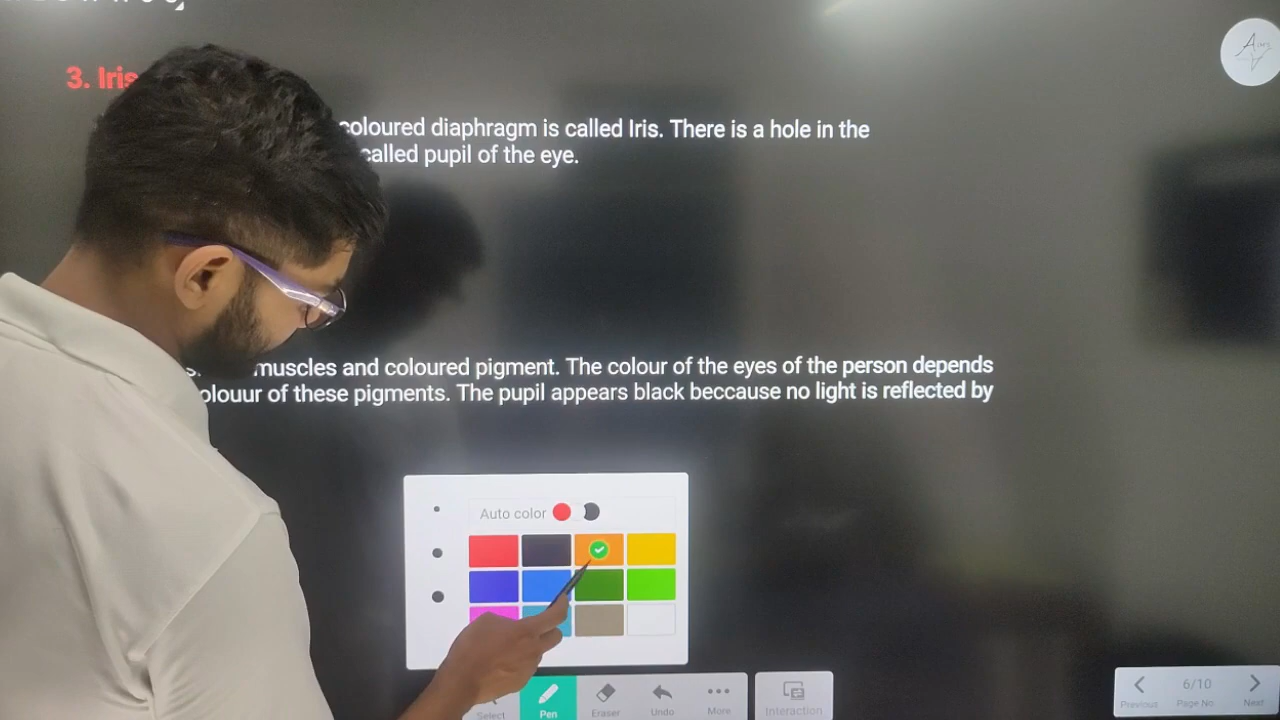 3. Iris
coloured diaphragm is called Iris. There is a hole in the
called pupil of the eye.
muscles and coloured pigment. The colour of the eyes of the person depends
olouur of these pigments. The pupil appears black beccause no light is reflected by
Auto color
Select Pen Eraser Undo More Interaction
Previous 6/10 Page No. Next